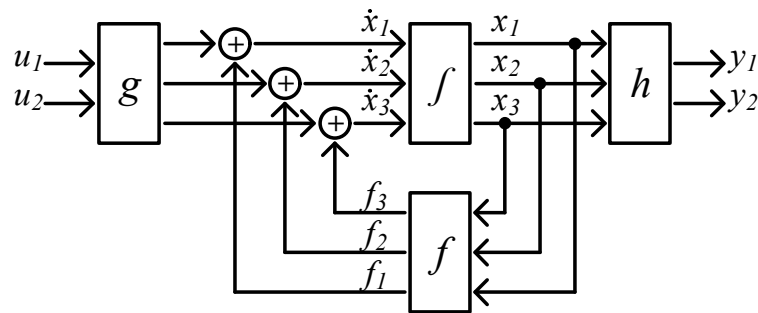 u1 g + ẋ1 ∫ x1 h y1
u2 + ẋ2 x2 y2
+ ẋ3 x3
f3 f
f2
f1